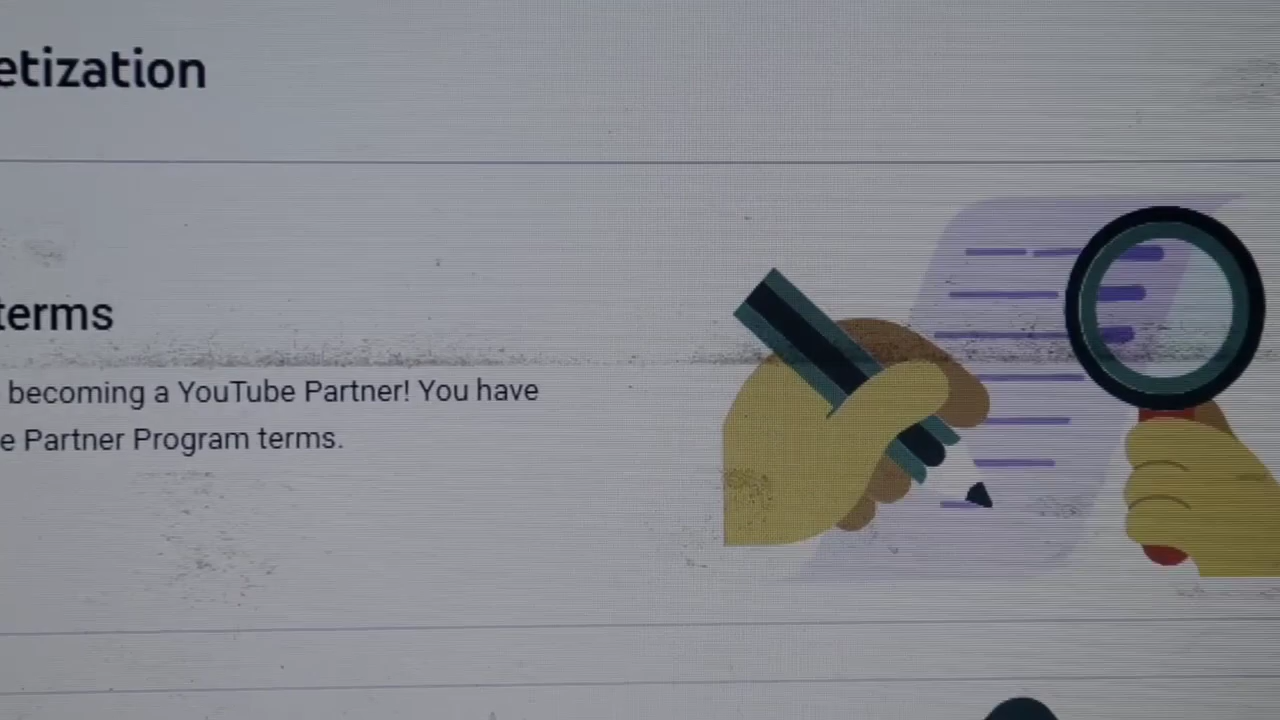 etization
terms
becoming a YouTube Partner! You have
e Partner Program terms.